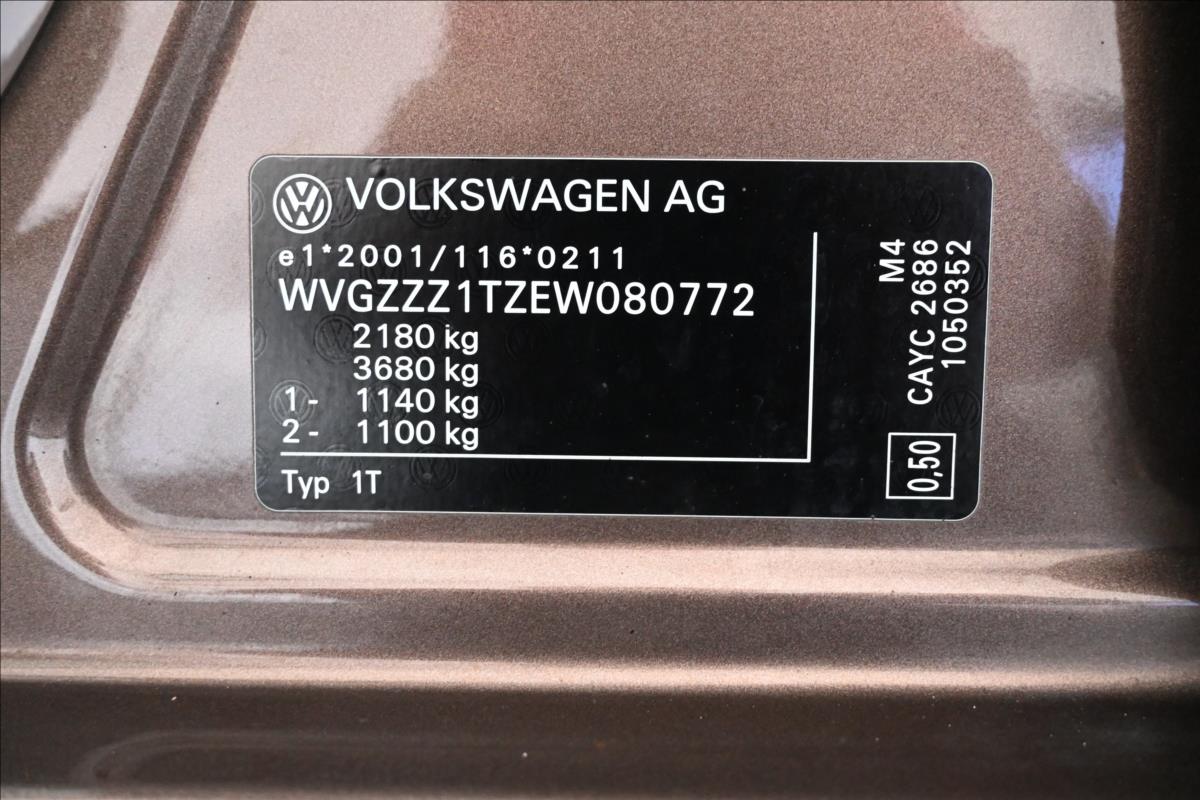 VOLKSWAGEN AG
e1*2001/116*0211
WVGZZZ1TZEW080772
2180 kg
3680 kg
1- 1140 kg
2- 1100 kg
Typ 1T
M4
CAYC 2686
1050352
0,50